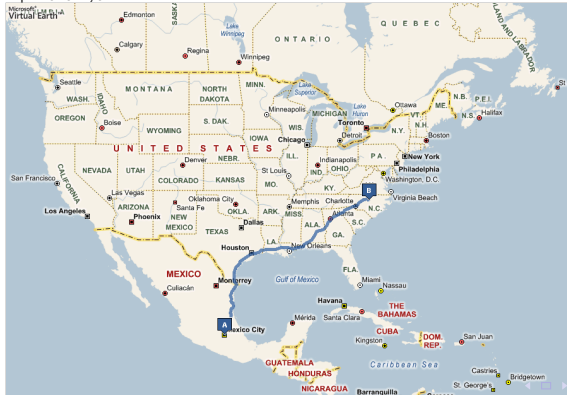 Microsoft®
Virtual Earth
Edmonton
SASKA
QUEBEC
LAND AND LABRADOR
Lake
Winnipeg
ONTARIO
Calgary
Regina
Winnipeg
Seattle
WASH.
MONTANA
NORTH
DAKOTA
MINN.
Lake
Superior
Ottawa
ME.
N.B.
P.E.I.
St
OREGON
IDAHO
Boise
Minneapolis
MICHIGAN
Lake
Huron
VT.
N.S.
Halifax
S. DAK.
WIS.
Toronto
N.H.
WYOMING
IOWA
Chicago
Detroit
N.Y.
Boston
UNITED STATES
NEBR.
ILL.
Indianapolis
PA.
New York
Philadelphia
NEVADA
UTAH
Denver
St Louis
IND.
OHIO
Washington, D.C.
San Francisco
COLORADO
KANSAS
MO.
KY.
B
Virginia Beach
CALIFORNIA
Las Vegas
Oklahoma City
Memphis
Charlotte
N.C.
Los Angeles
ARIZONA
Santa Fe
OKLA.
ARK.
MISS.
Atlanta
S.C.
Phoenix
NEW
MEXICO
Dallas
ALA.
GA.
TEXAS
LA.
New Orleans
Houston
FLA.
MEXICO
Monterrey
Gulf of Mexico
Miami
Nassau
Culiacán
Havana
THE
BAHAMAS
A
exico City
Mérida
Santa Clara
CUBA
DOM.
REP.
San Juan
Kingston
GUATEMALA
Caribbean Sea
HONDURAS
Castries
Bridgetown
NICARAGUA
Barranquilla
St. George's